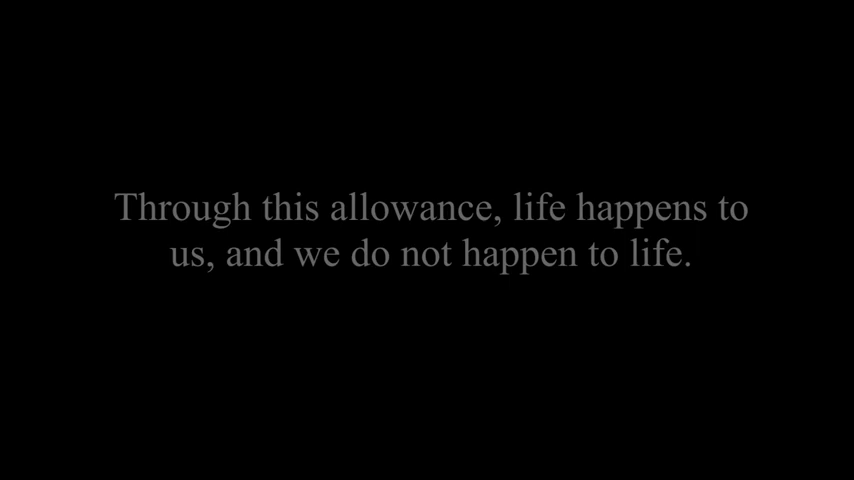 Through this allowance, life happens to
us, and we do not happen to life.